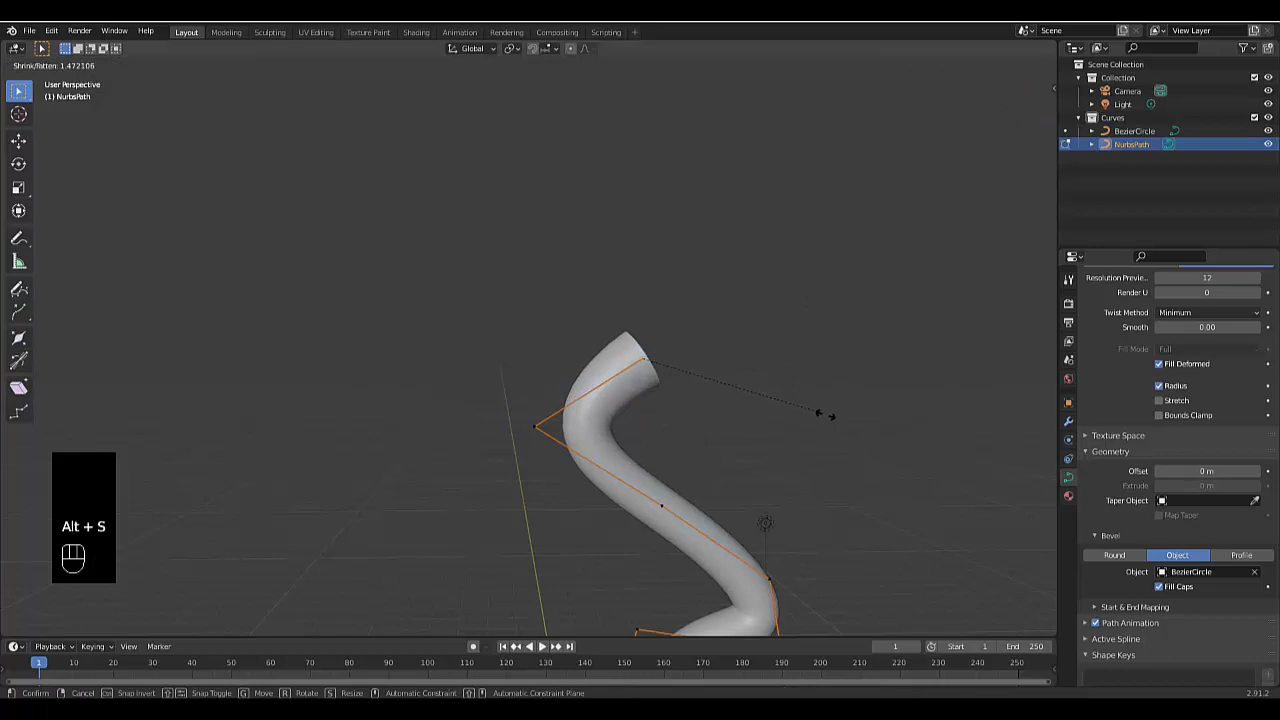 File Edit Render Window Help Layout Modeling Sculpting UV Editing Texture Paint Shading Animation Rendering Compositing Scripting Scene View Layer
Global
Shrink/Fatten: 1.472106
User Perspective
(1) NurbsPath
Scene Collection
Collection
Camera
Light
Curves
BezierCircle
NurbsPath
Resolution Previe... 12
Render U 0
Twist Method Minimum
Smooth 0.00
Fill Mode Full
Fill Deformed
Radius
Stretch
Bounds Clamp
Texture Space
Geometry
Offset 0 m
Extrude 0 m
Taper Object
Map Taper
Bevel
Round Object Profile
Object BezierCircle
Fill Caps
Start & End Mapping
Path Animation
Active Spline
Shape Keys
Alt + S
Playback Keying View Marker 1 Start 1 End 250
1 10 20 30 40 50 60 70 80 90 100 110 120 130 140 150 160 170 180 190 200 210 220 230 240 250
Confirm Cancel Snap Invert Snap Toggle G Move R Rotate S Resize Automatic Constraint Automatic Constraint Plane 2.91.2